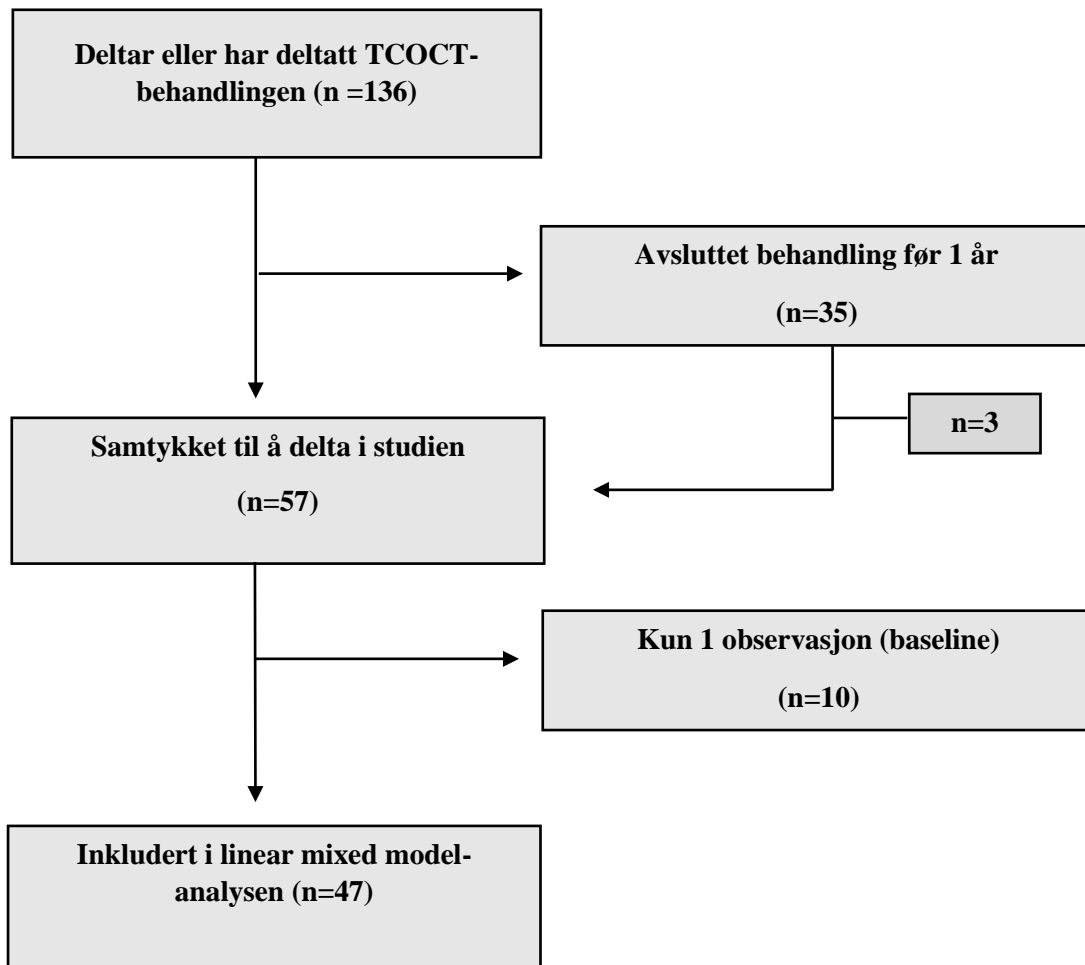 Deltar eller har deltatt TCOCT-
behandlingen (n =136)
Avsluttet behandling før 1 år
(n=35)
n=3
Samtykket til å delta i studien
(n=57)
Kun 1 observasjon (baseline)
(n=10)
Inkludert i linear mixed model-
analysen (n=47)